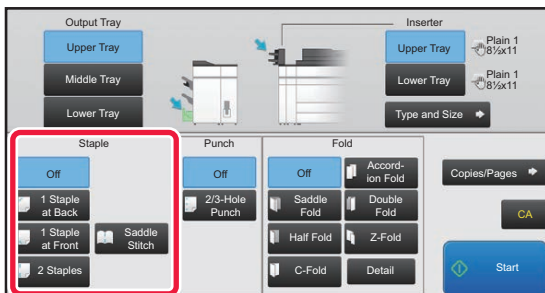 Output Tray
Upper Tray
Middle Tray
Lower Tray
Inserter
Upper Tray
Plain 1
8½x11
Lower Tray
Plain 1
8½x11
Type and Size
Staple
Off
1 Staple
at Back
1 Staple
at Front
Saddle
Stitch
2 Staples
Punch
Off
2/3-Hole
Punch
Fold
Off
Accord-
ion Fold
Saddle
Fold
Double
Fold
Half Fold
Z-Fold
C-Fold
Detail
Copies/Pages
CA
Start